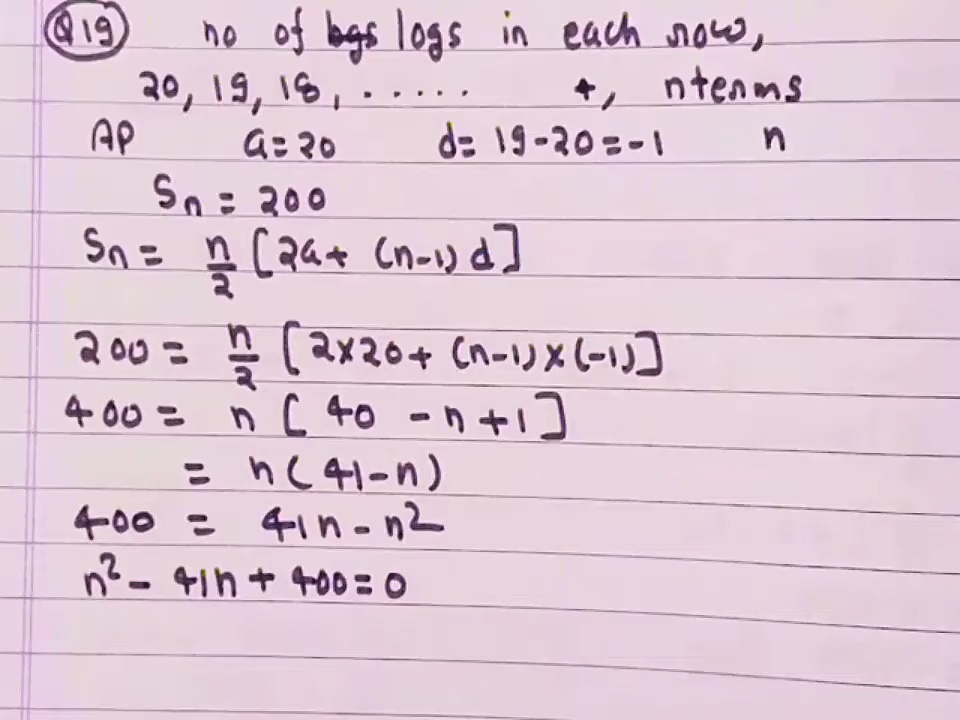 Q19 no of logs in each row,
20, 19, 18, ..... +, n terms
AP a=20 d= 19-20=-1 n
Sn = 200
Sn = n/2 [2a+ (n-1) d]
200 = n/2 [2×20+ (n-1)×(-1)]
400 = n [ 40 - n +1]
= n ( 41-n)
400 = 41n - n²
n² - 41n + 400 = 0